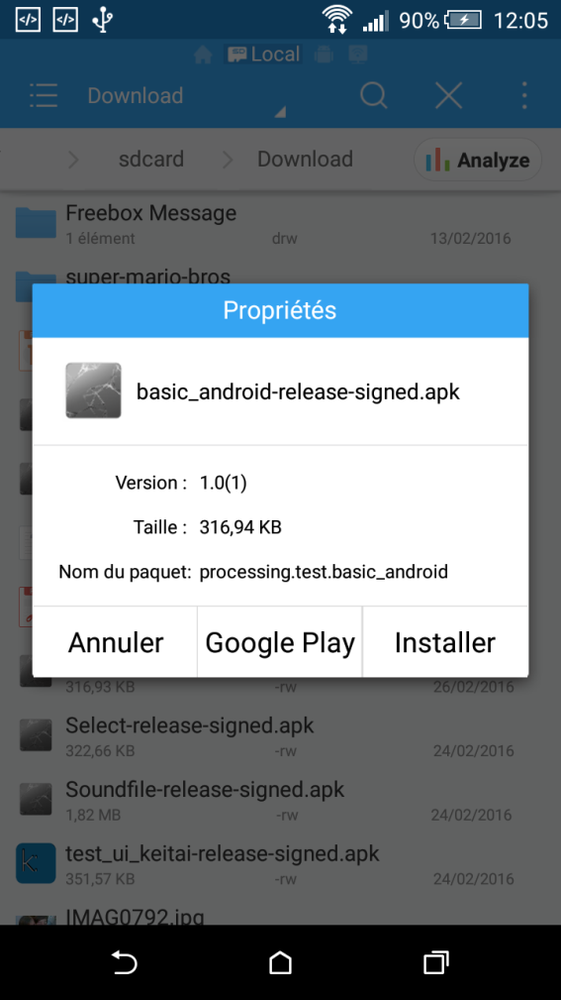 90% 12:05
Local
Download
sdcard Download Analyze
Freebox Message
1 élément drw 13/02/2016
super-mario-bros
Propriétés
basic_android-release-signed.apk
Version : 1.0(1)
Taille : 316,94 KB
Nom du paquet: processing.test.basic_android
Annuler Google Play Installer
316,93 KB -rw 26/02/2016
Select-release-signed.apk
322,66 KB -rw 24/02/2016
Soundfile-release-signed.apk
1,82 MB -rw 24/02/2016
test_ui_keitai-release-signed.apk
351,57 KB -rw 24/02/2016
IMAG0792.jpg